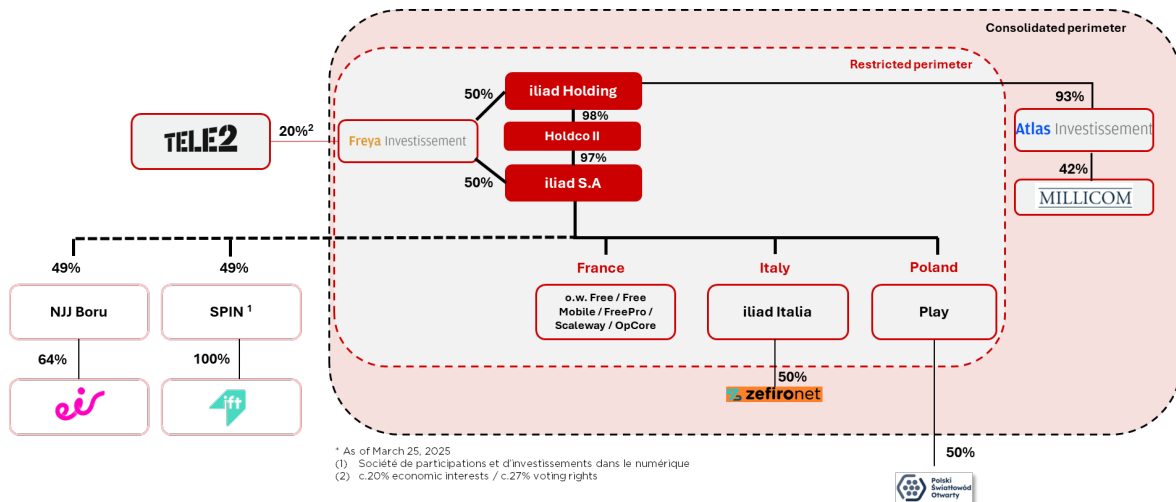 Consolidated perimeter
Restricted perimeter
iliad Holding
50%
98%
93%
TELE2
20%2
Freya Investissement
Holdco II
Atlas Investissement
97%
50%
iliad S.A
42%
MILLICOM
49%
49%
France
Italy
Poland
NJJ Boru
SPIN 1
o.w. Free / Free
Mobile / FreePro /
Scaleway / OpCore
iliad Italia
Play
64%
100%
50%
eir
ift
zefironet
* As of March 25, 2025
(1) Société de participations et d'investissements dans le numérique
(2) c.20% economic interests / c.27% voting rights
50%
Polski
Światłowód
Otwarty